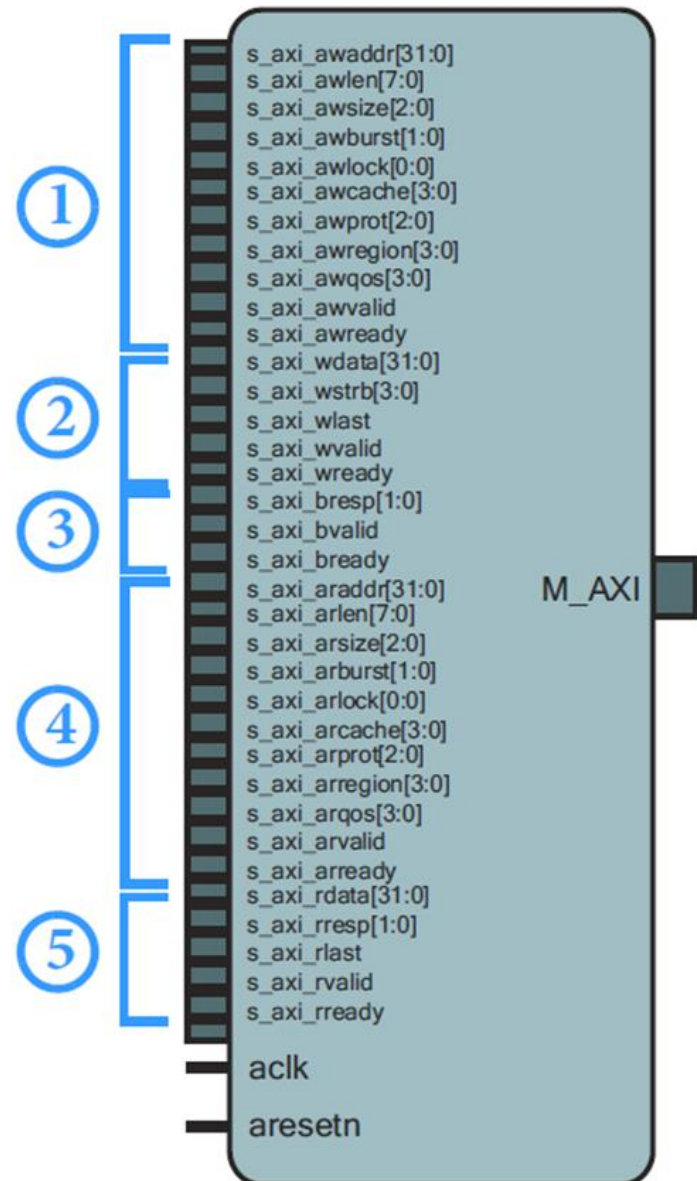 1
s_axi_awaddr[31:0]
s_axi_awlen[7:0]
s_axi_awsize[2:0]
s_axi_awburst[1:0]
s_axi_awlock[0:0]
s_axi_awcache[3:0]
s_axi_awprot[2:0]
s_axi_awregion[3:0]
s_axi_awqos[3:0]
s_axi_awvalid
s_axi_awready
2
s_axi_wdata[31:0]
s_axi_wstrb[3:0]
s_axi_wlast
s_axi_wvalid
s_axi_wready
3
s_axi_bresp[1:0]
s_axi_bvalid
s_axi_bready
4
s_axi_araddr[31:0]
s_axi_arlen[7:0]
s_axi_arsize[2:0]
s_axi_arburst[1:0]
s_axi_arlock[0:0]
s_axi_arcache[3:0]
s_axi_arprot[2:0]
s_axi_arregion[3:0]
s_axi_arqos[3:0]
s_axi_arvalid
s_axi_arready
5
s_axi_rdata[31:0]
s_axi_rresp[1:0]
s_axi_rlast
s_axi_rvalid
s_axi_rready
aclk
aresetn
M_AXI